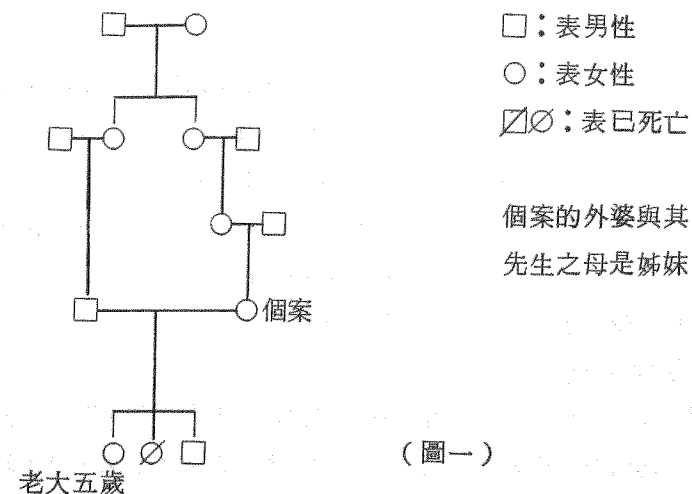 □：表男性
○：表女性
⍁⌀：表已死亡
個案的外婆與其
先生之母是姊妹
個案
老大五歲
（圖一）